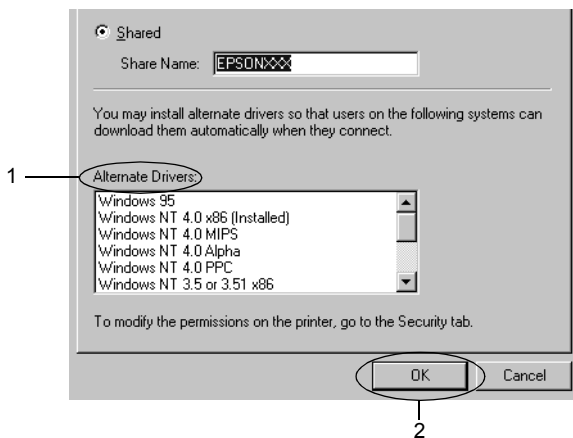 Shared
Share Name: EPSONXXX
You may install alternate drivers so that users on the following systems can
download them automatically when they connect.
1
Alternate Drivers:
Windows 95
Windows NT 4.0 x86 (Installed)
Windows NT 4.0 MIPS
Windows NT 4.0 Alpha
Windows NT 4.0 PPC
Windows NT 3.5 or 3.51 x86
To modify the permissions on the printer, go to the Security tab.
OK Cancel
2